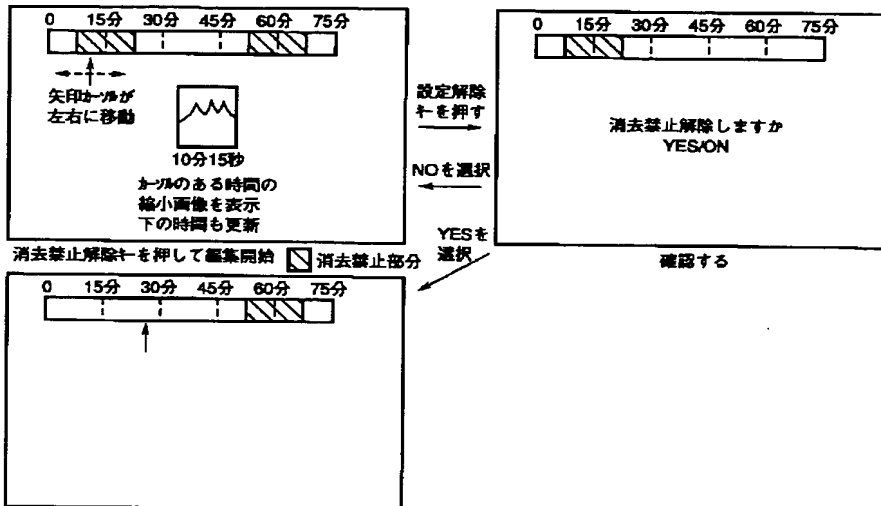 0 15分 30分 45分 60分 75分
矢印カーソルが
左右に移動
10分15秒
カーソルのある時間の
縮小画像を表示
下の時間も更新
設定解除
キーを押す
NOを選択
0 15分 30分 45分 60分 75分
消去禁止解除しますか
YES/ON
消去禁止解除キーを押して編集開始
消去禁止部分
YESを
選択
確認する
0 15分 30分 45分 60分 75分